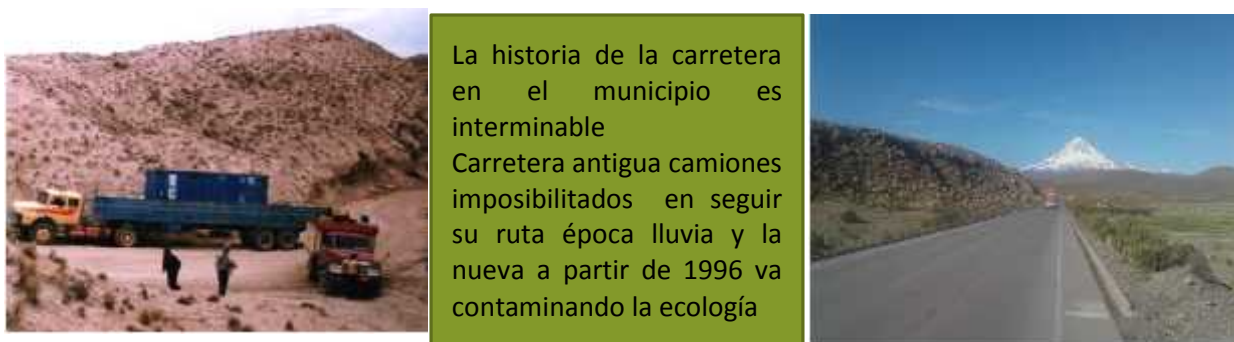 La historia de la carretera
en el municipio es
interminable
Carretera antigua camiones
imposibilitados en seguir
su ruta época lluvia y la
nueva a partir de 1996 va
contaminando la ecología